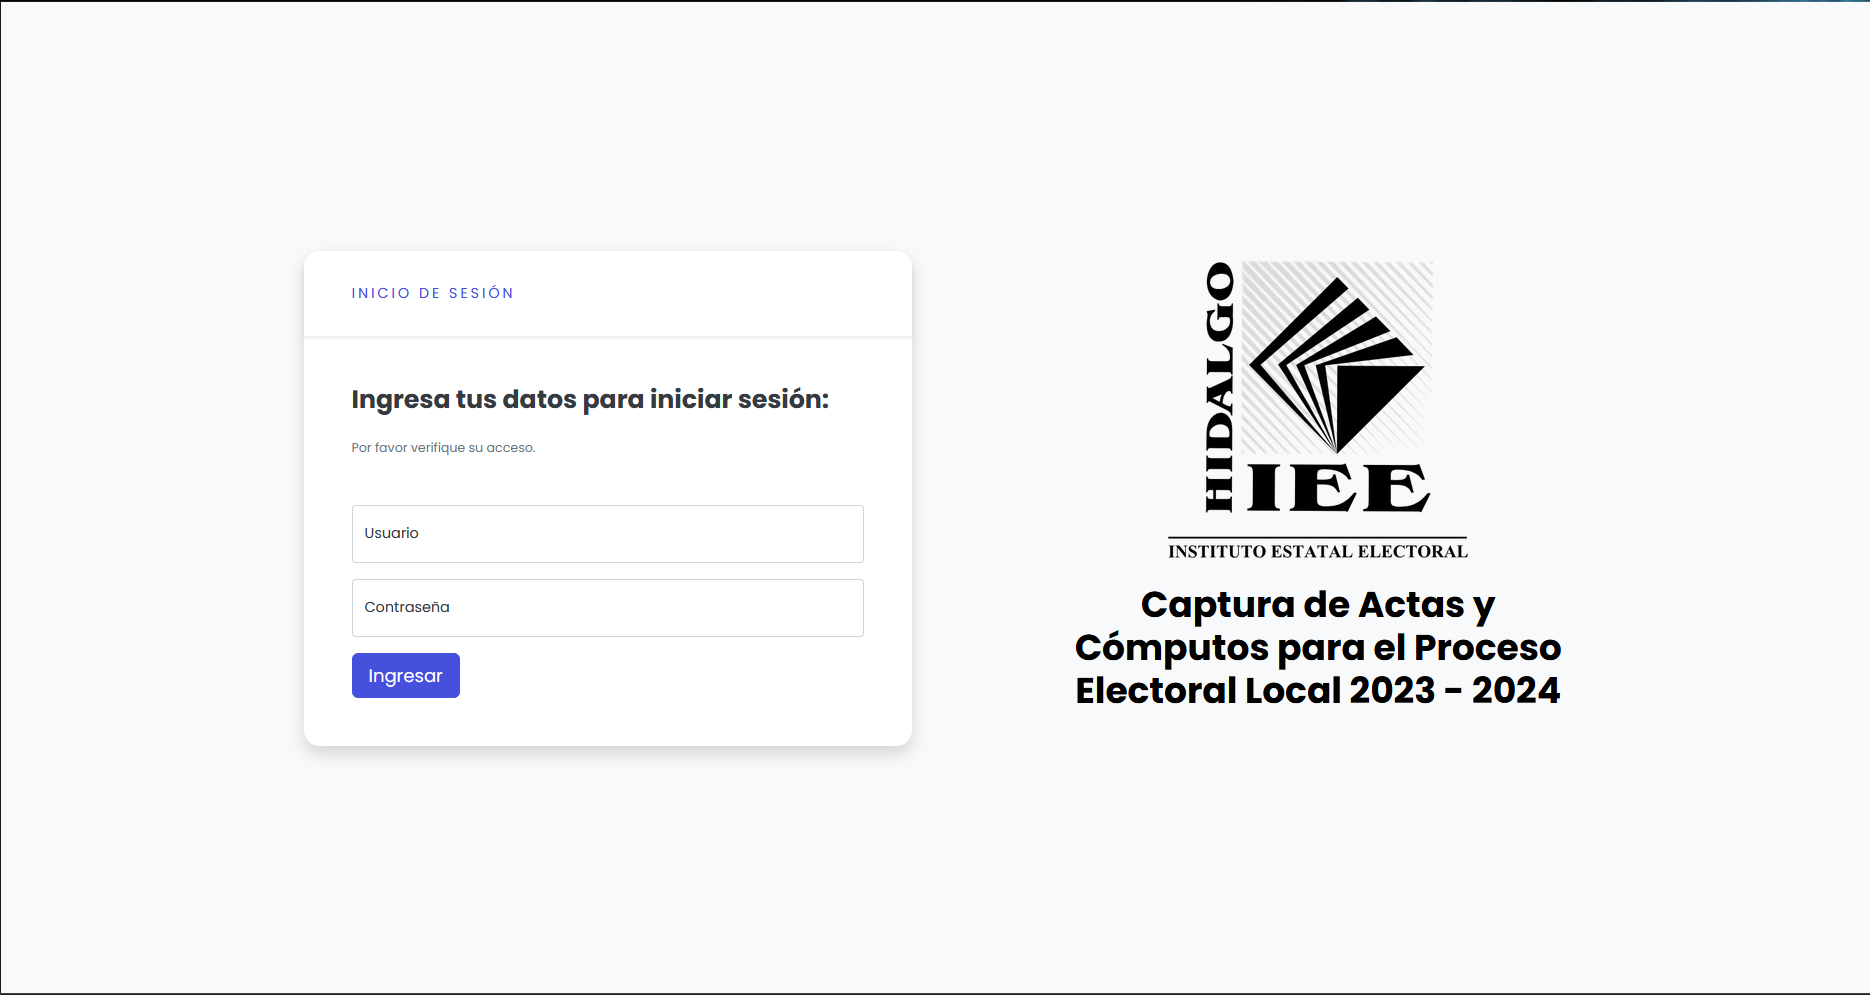 INICIO DE SESIÓN
Ingresa tus datos para iniciar sesión:
Por favor verifique su acceso.
Usuario
Contraseña
Ingresar
HIDALGO
IEE
INSTITUTO ESTATAL ELECTORAL
Captura de Actas y
Cómputos para el Proceso
Electoral Local 2023 - 2024